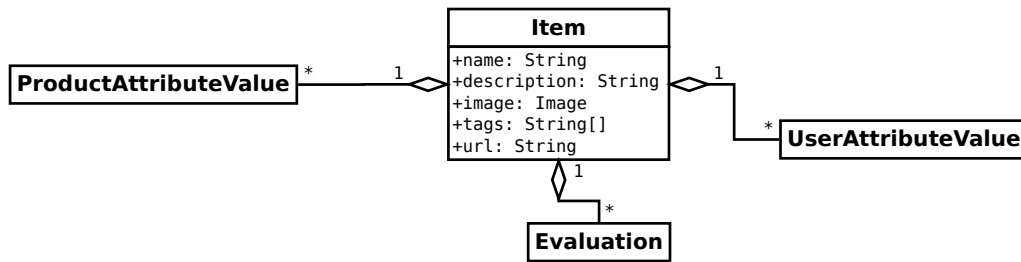 Item
+name: String
+description: String
+image: Image
+tags: String[]
+url: String
ProductAttributeValue
*
1
1
*
UserAttributeValue
1
*
Evaluation